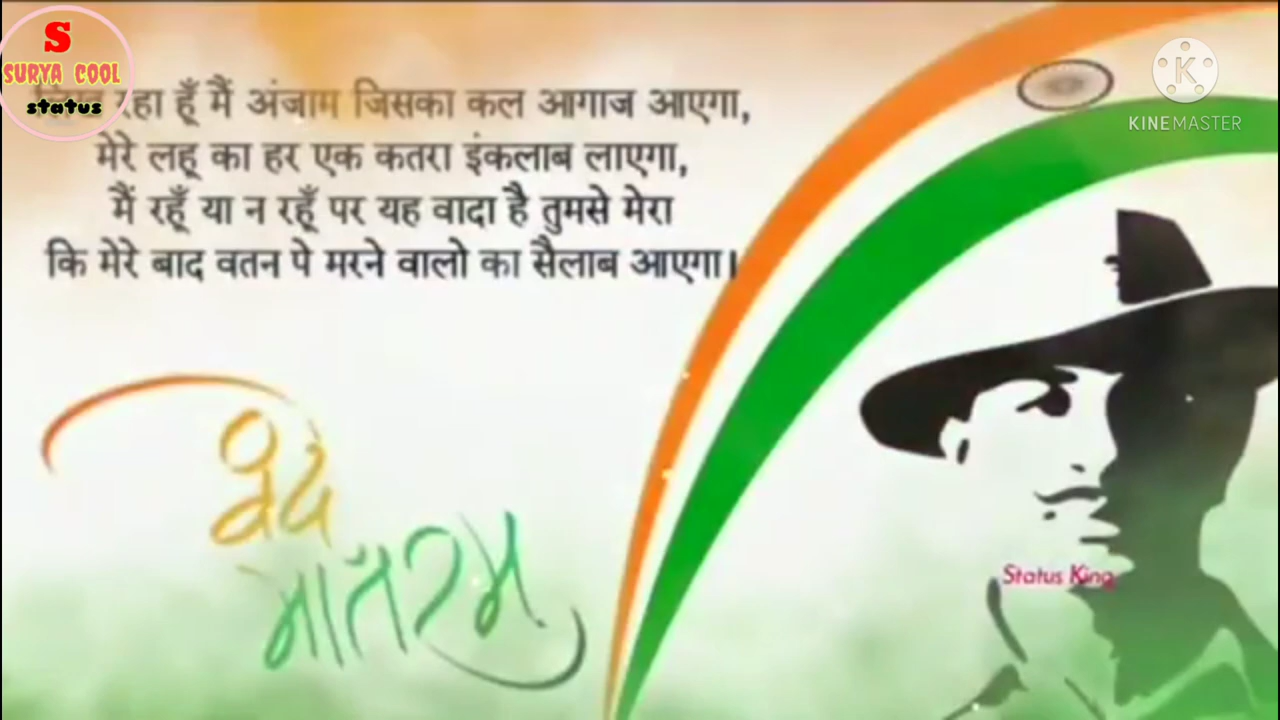 S
SURYA COOL
status
रहा हूँ मैं अंजाम जिसका कल आगाज आएगा,
मेरे लहू का हर एक कतरा इंकलाब लाएगा,
मैं रहूँ या न रहूँ पर यह वादा है तुमसे मेरा
कि मेरे बाद वतन पे मरने वालो का सैलाब आएगा।
K
KINEMASTER
वंदे
मातरम
Status King